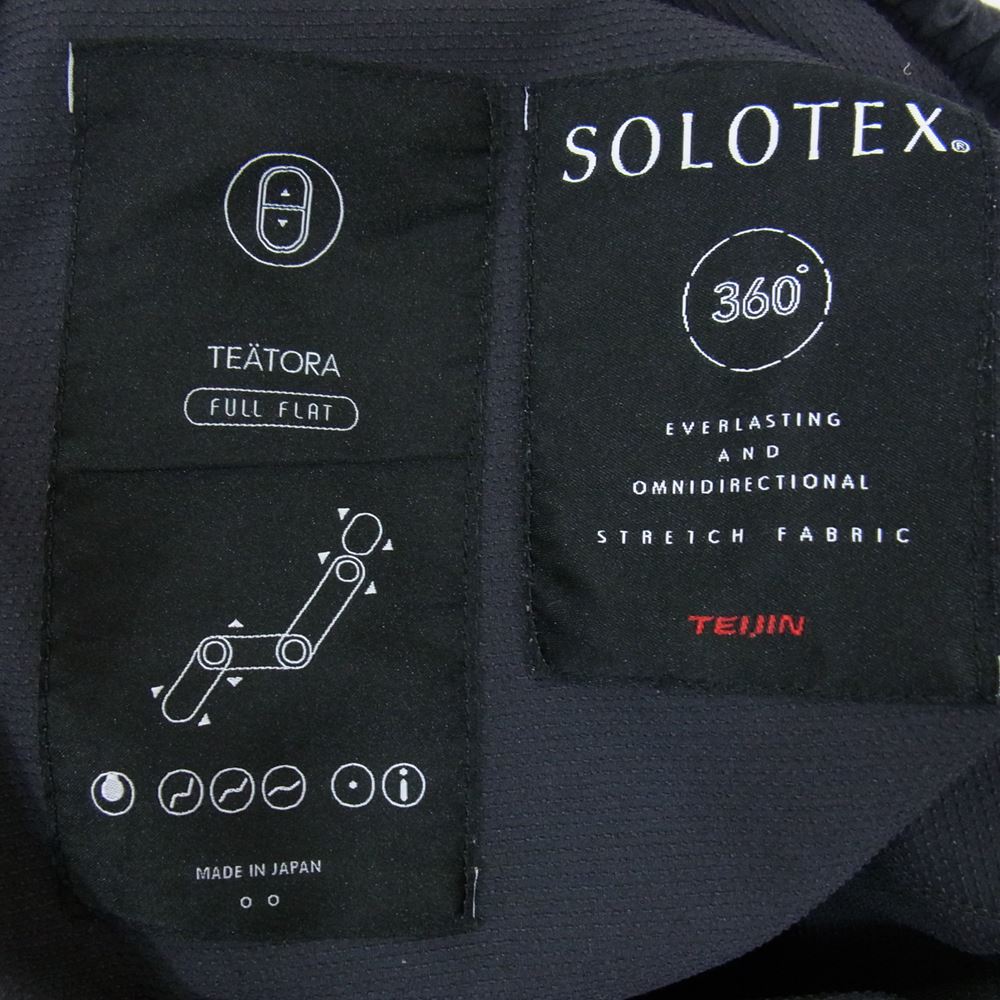 TEÄTORA
FULL FLAT
i
MADE IN JAPAN
SOLOTEX®
360°
EVERLASTING
AND
OMNIDIRECTIONAL
STRETCH FABRIC
TEIJIN